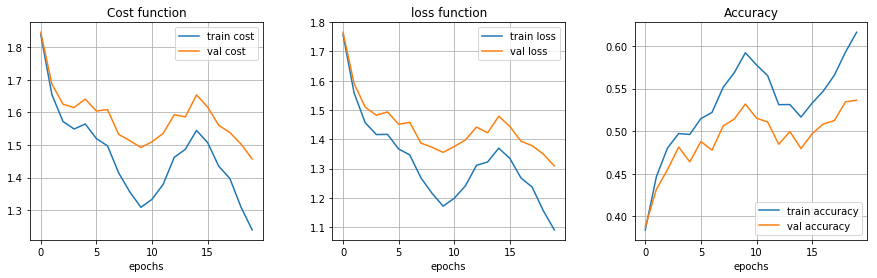 Cost function
train cost
val cost
1.8
1.7
1.6
1.5
1.4
1.3
0 5 10 15
epochs
loss function
train loss
val loss
1.8
1.7
1.6
1.5
1.4
1.3
1.2
1.1
0 5 10 15
epochs
Accuracy
0.60
0.55
0.50
0.45
0.40
train accuracy
val accuracy
0 5 10 15
epochs